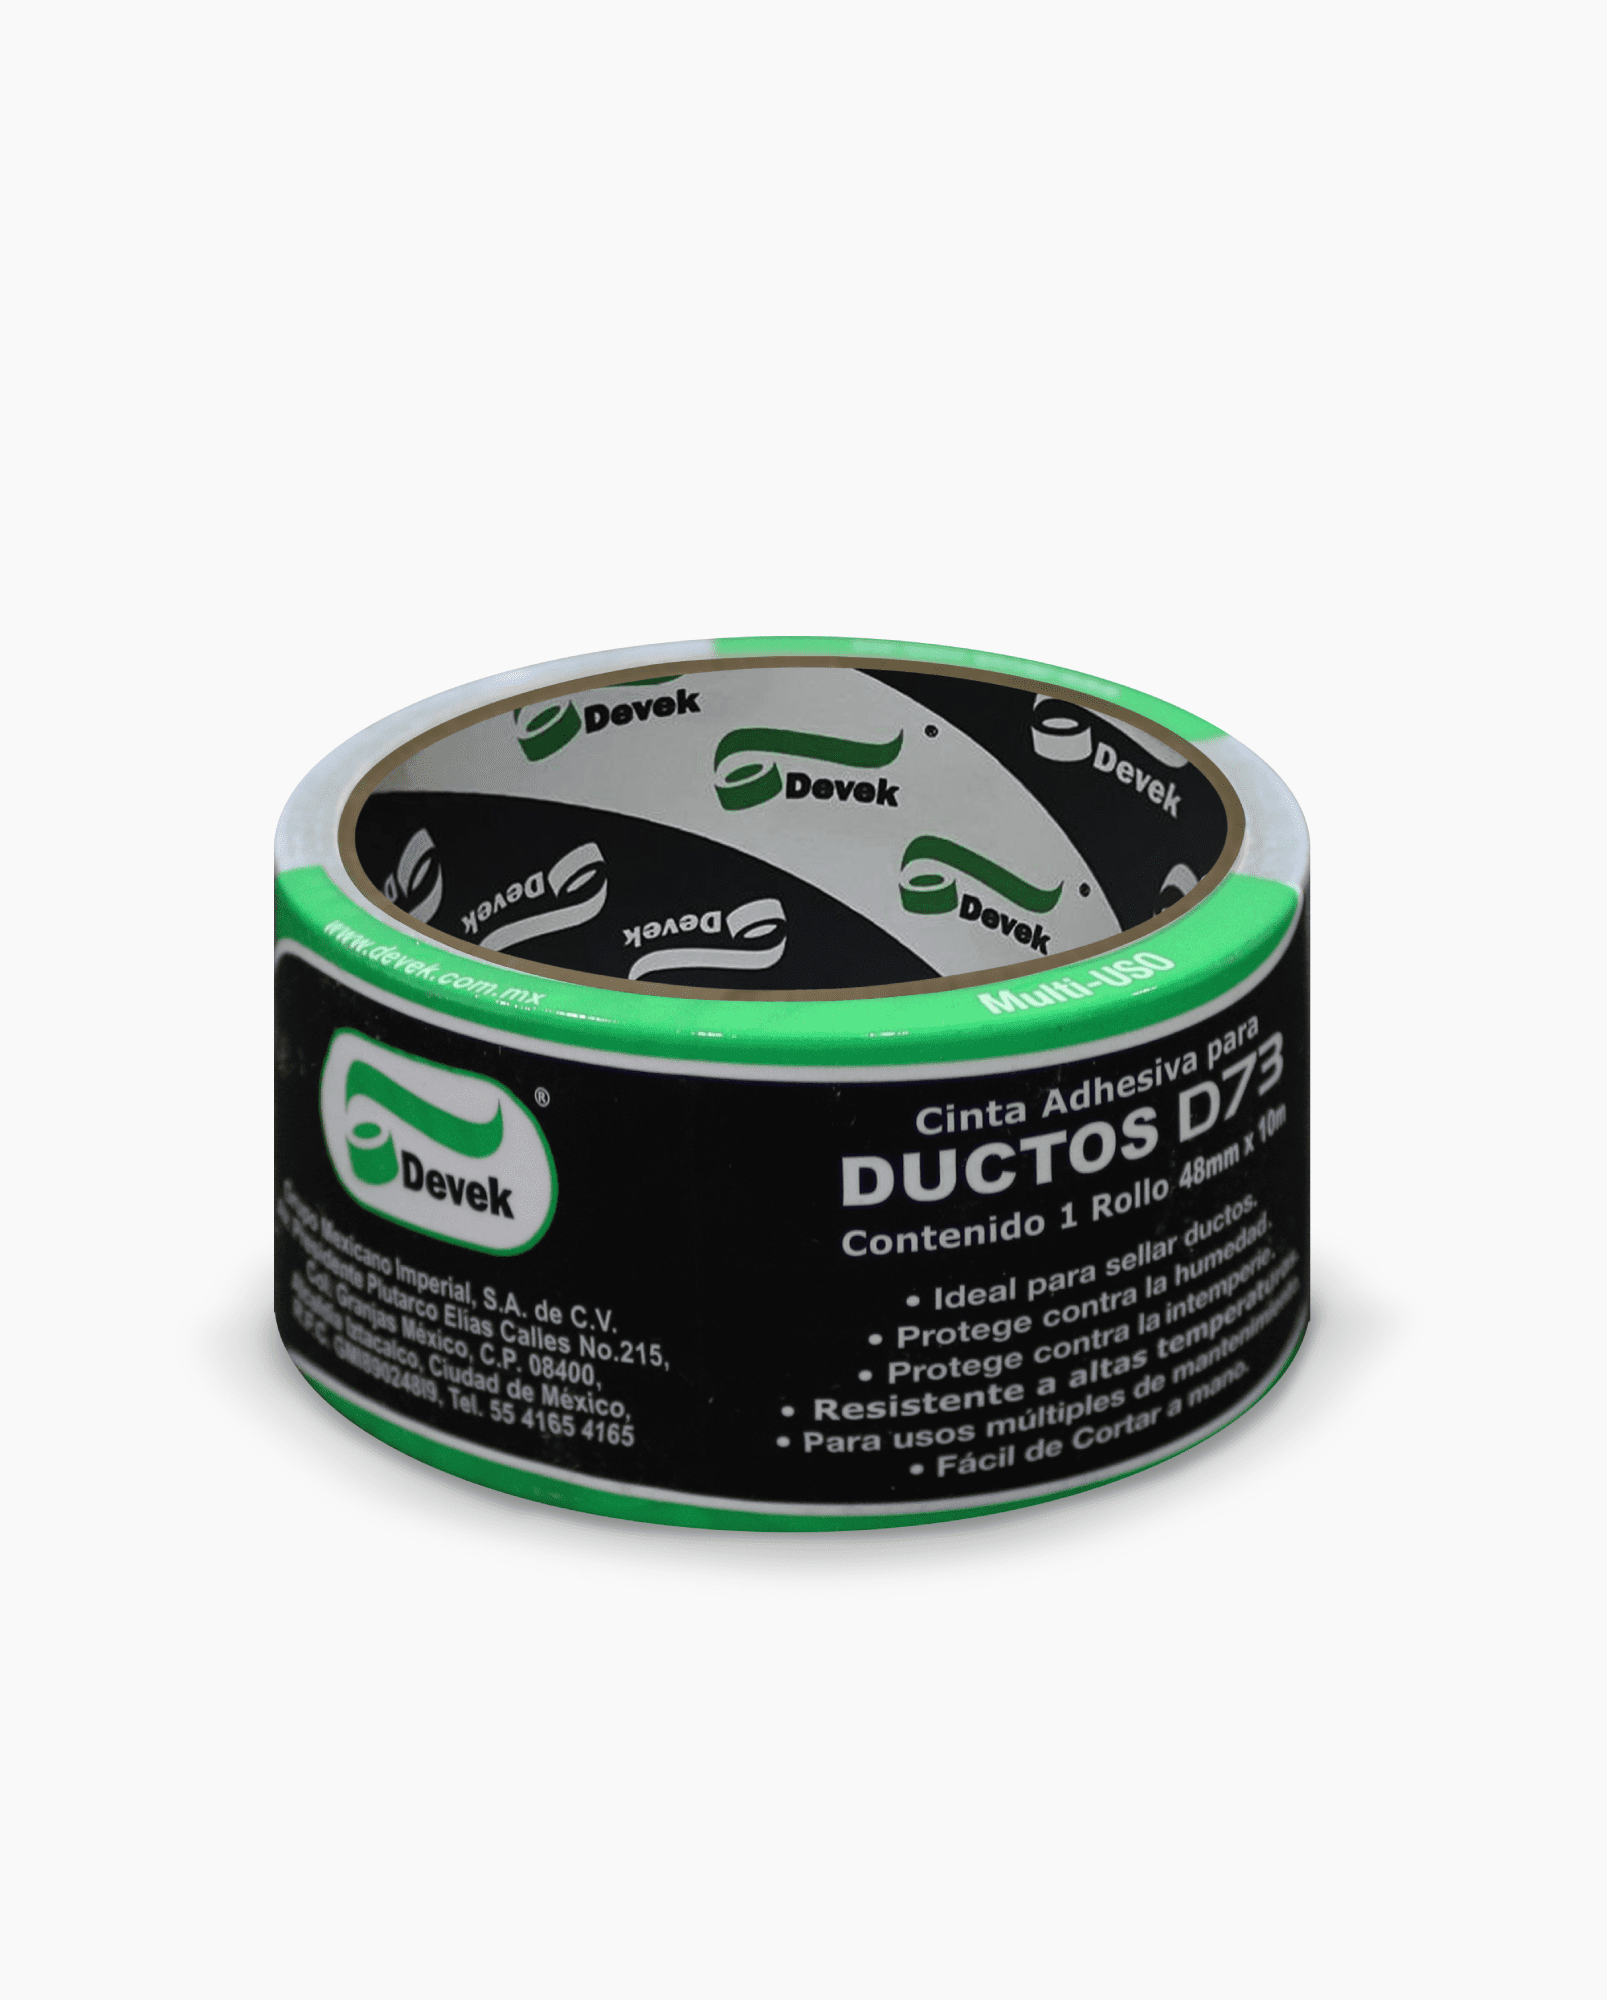 Devek
Devek ®
Devek
Devek ®
Devek
Devek
www.devek.com.mx
Multi-USO
Devek ®
Grupo Mexicano Imperial, S.A. de C.V.
Presidente Plutarco Elías Calles No.215,
Col. Granjas México, C.P. 08400,
Iztacalco, Ciudad de México,
R.F.C. Tel. 55 4165 4165
Cinta Adhesiva para
DUCTOS D73
Contenido 1 Rollo 48mm x 10m
• Ideal para sellar ductos.
• Protege contra la humedad.
• Protege contra la intemperie.
• Resistente a altas temperaturas.
• Para usos múltiples de mantenimiento
• Fácil de Cortar a mano.